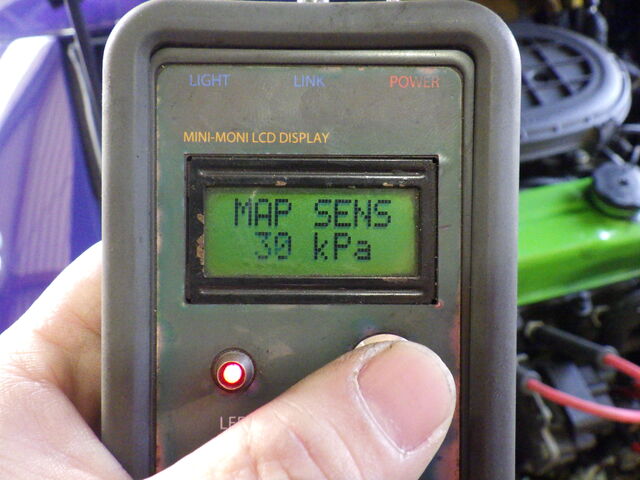 LIGHT LINK POWER
MINI-MONI LCD DISPLAY
MAP SENS
30 kPa